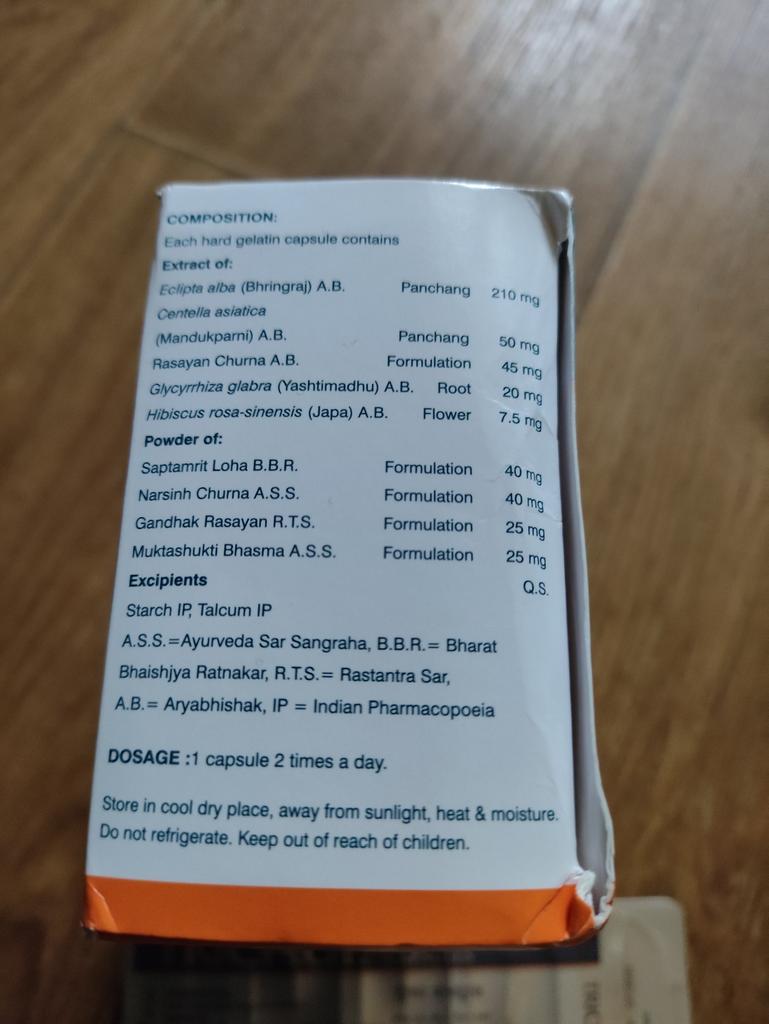 COMPOSITION:
Each hard gelatin capsule contains
Extract of:
Eclipta alba (Bhringraj) A.B. Panchang 210 mg
Centella asiatica
(Mandukparni) A.B. Panchang 50 mg
Rasayan Churna A.B. Formulation 45 mg
Glycyrrhiza glabra (Yashtimadhu) A.B. Root 20 mg
Hibiscus rosa-sinensis (Japa) A.B. Flower 7.5 mg
Powder of:
Saptamrit Loha B.B.R. Formulation 40 mg
Narsinh Churna A.S.S. Formulation 40 mg
Gandhak Rasayan R.T.S. Formulation 25 mg
Muktashukti Bhasma A.S.S. Formulation 25 mg
Excipients Q.S.
Starch IP, Talcum IP
A.S.S.=Ayurveda Sar Sangraha, B.B.R.= Bharat
Bhaishjya Ratnakar, R.T.S.= Rastantra Sar,
A.B.= Aryabhishak, IP = Indian Pharmacopoeia
DOSAGE :1 capsule 2 times a day.
Store in cool dry place, away from sunlight, heat & moisture.
Do not refrigerate. Keep out of reach of children.